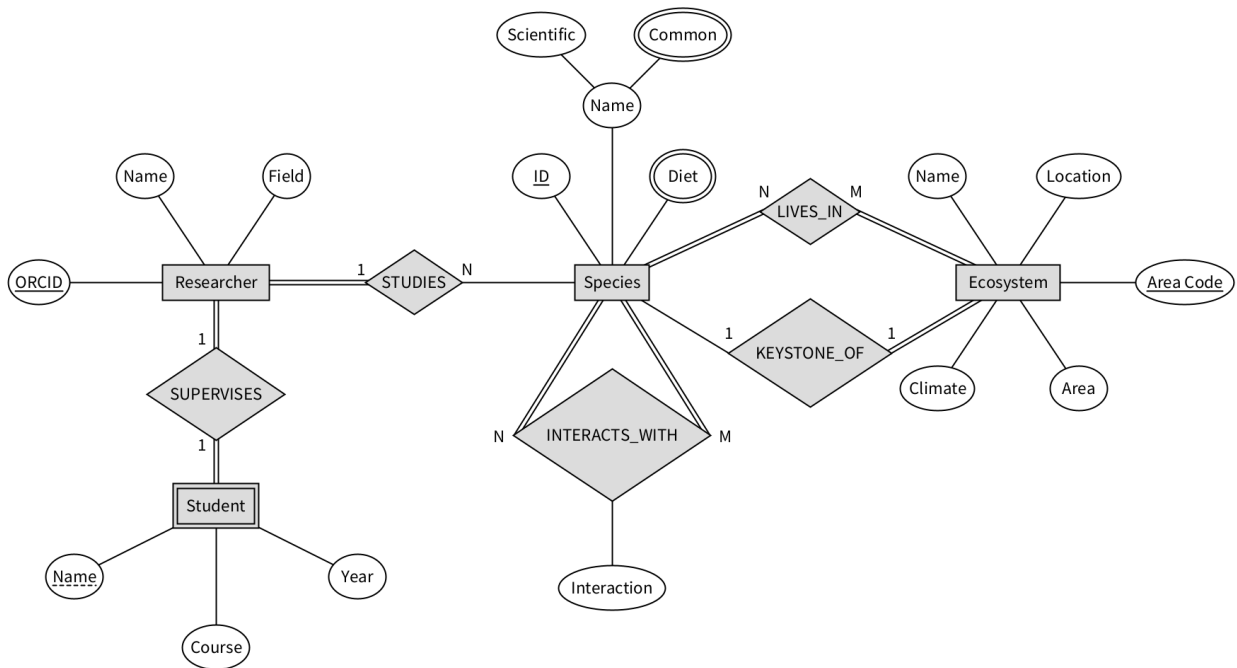 Scientific
Common
Name
Name
Field
ID
Diet
N
M
Name
Location
LIVES_IN
ORCID
Researcher
1
STUDIES
N
Species
Ecosystem
Area Code
1
SUPERVISES
1
KEYSTONE_OF
1
Climate
Area
N
INTERACTS_WITH
M
1
Student
Name
Year
Interaction
Course